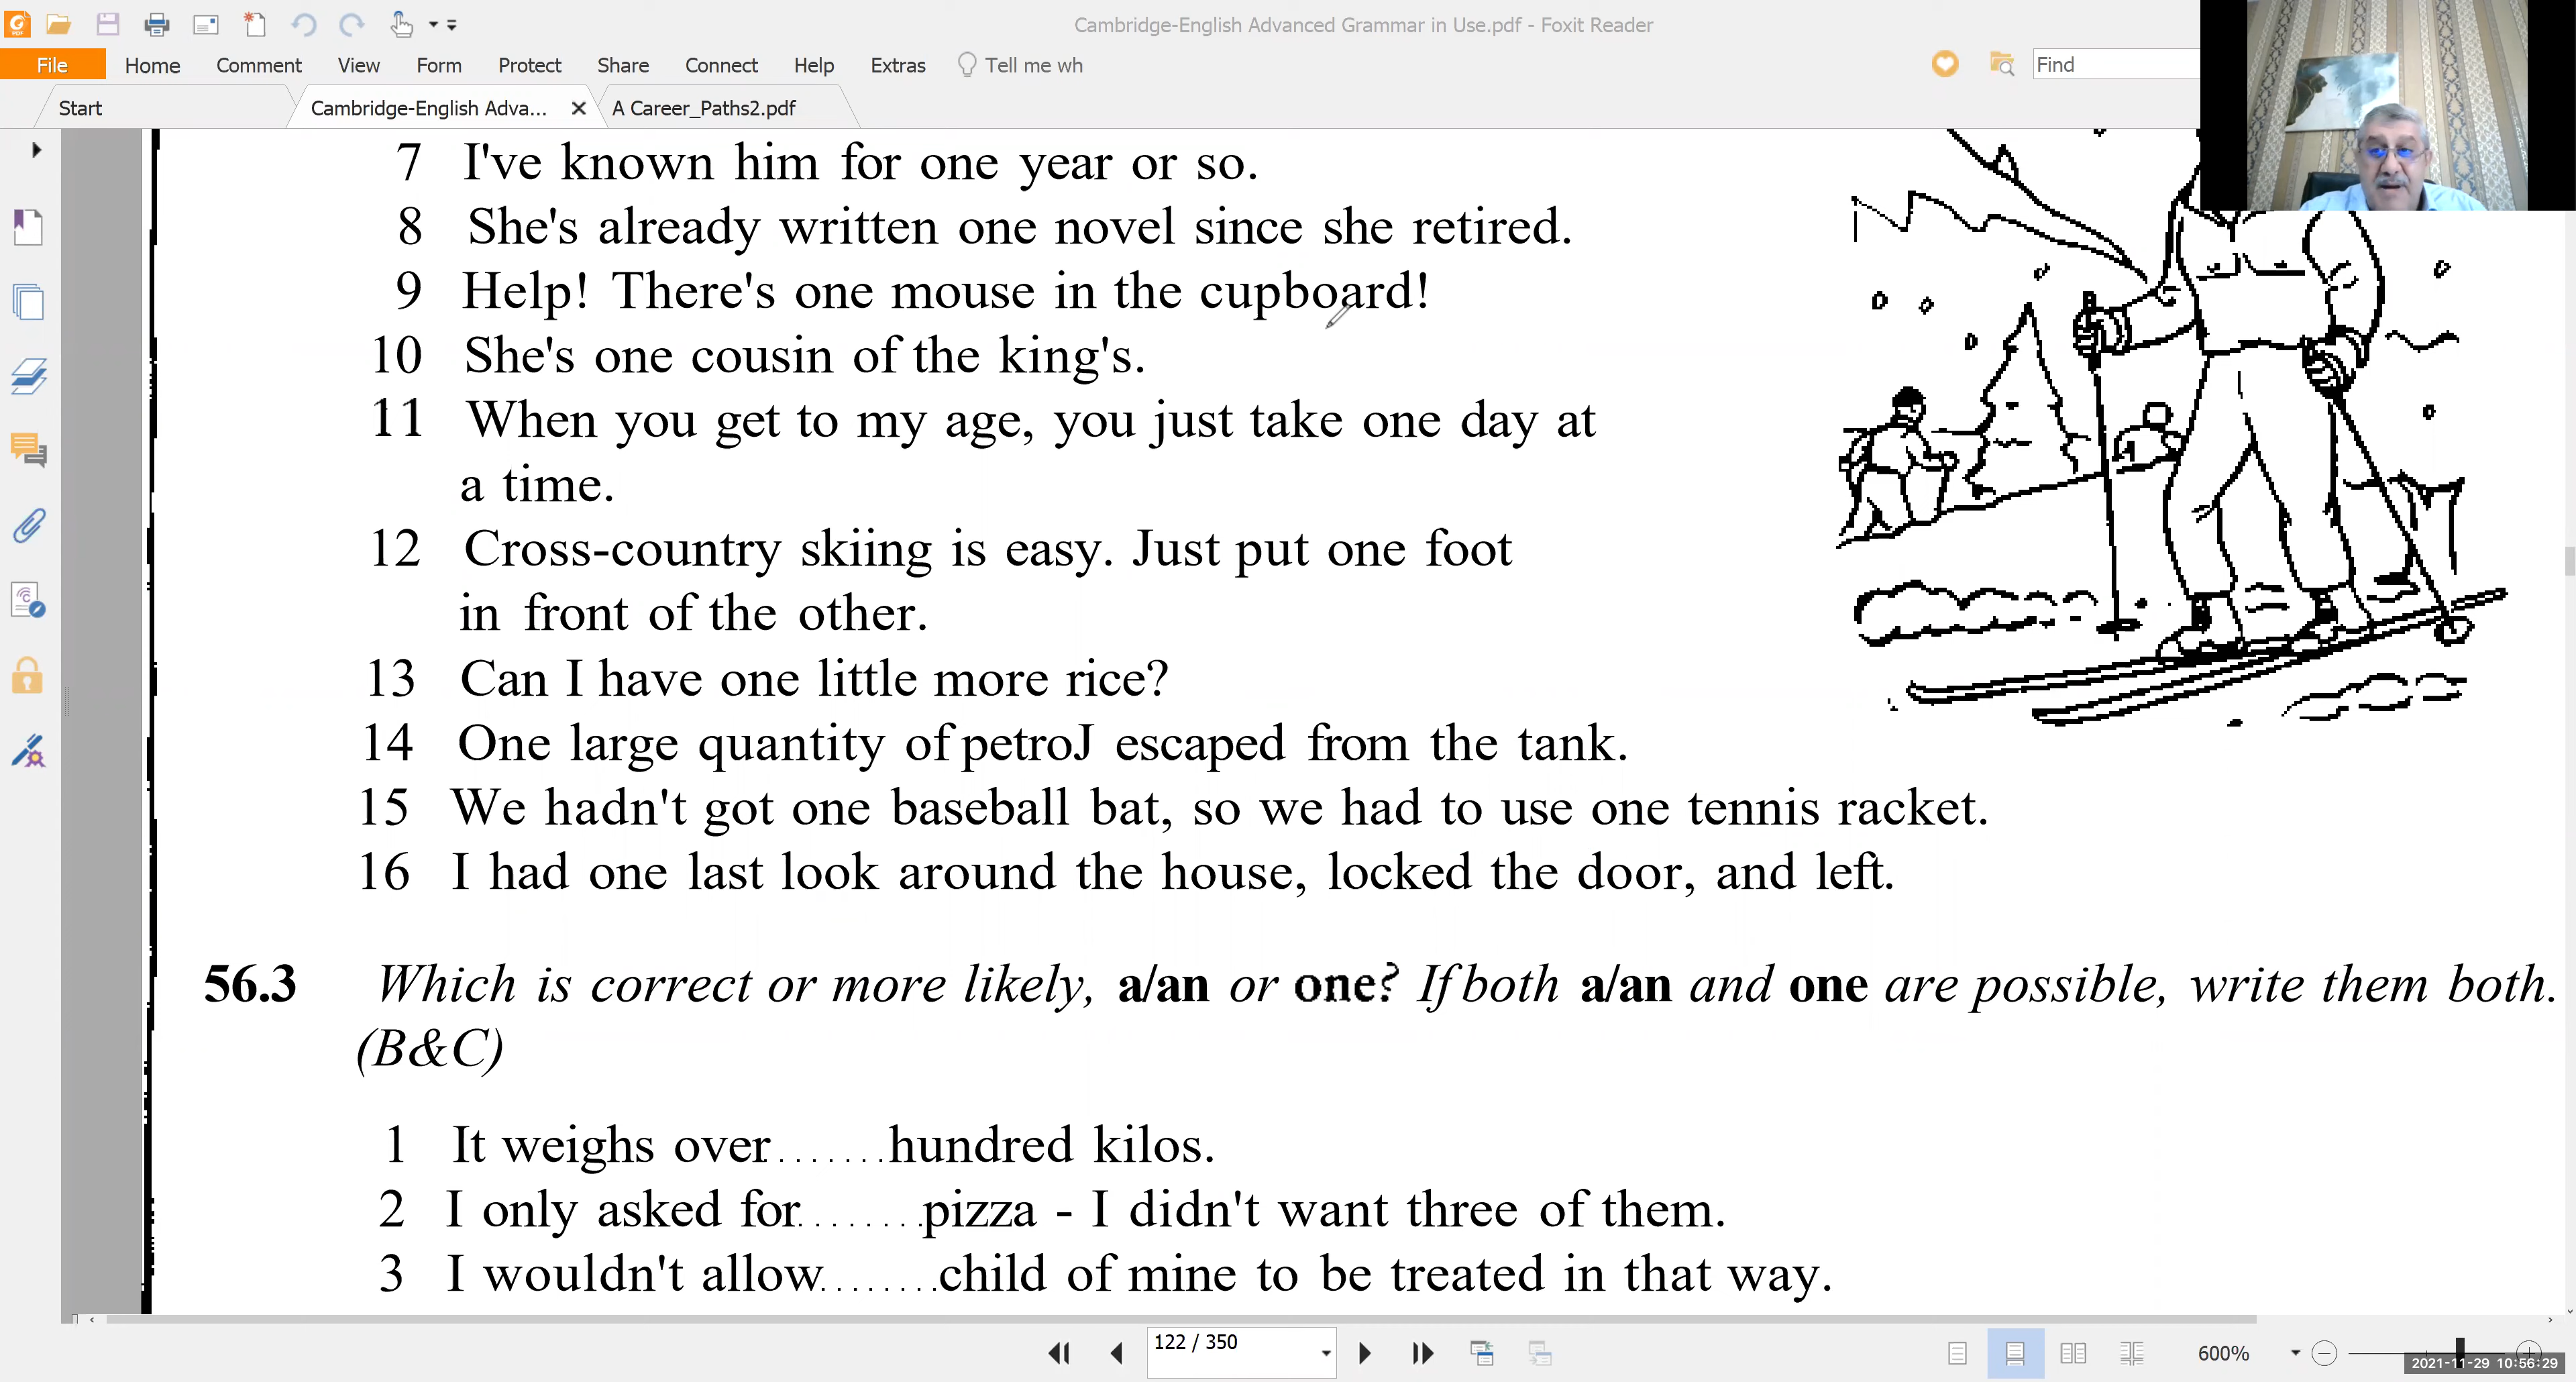 Cambridge-English Advanced Grammar in Use.pdf - Foxit Reader
File Home Comment View Form Protect Share Connect Help Extras Tell me wh Find
Start Cambridge-English Adva... A Career_Paths2.pdf
7 I've known him for one year or so.
8 She's already written one novel since she retired.
9 Help! There's one mouse in the cupboard!
10 She's one cousin of the king's.
11 When you get to my age, you just take one day at
a time.
12 Cross-country skiing is easy. Just put one foot
in front of the other.
13 Can I have one little more rice?
14 One large quantity of petroJ escaped from the tank.
15 We hadn't got one baseball bat, so we had to use one tennis racket.
16 I had one last look around the house, locked the door, and left.
56.3 Which is correct or more likely, a/an or one? If both a/an and one are possible, write them both.
(B&C)
1 It weighs over.......hundred kilos.
2 I only asked for........pizza - I didn't want three of them.
3 I wouldn't allow........child of mine to be treated in that way.
122 / 350
600%
2021-11-29 10:56:29